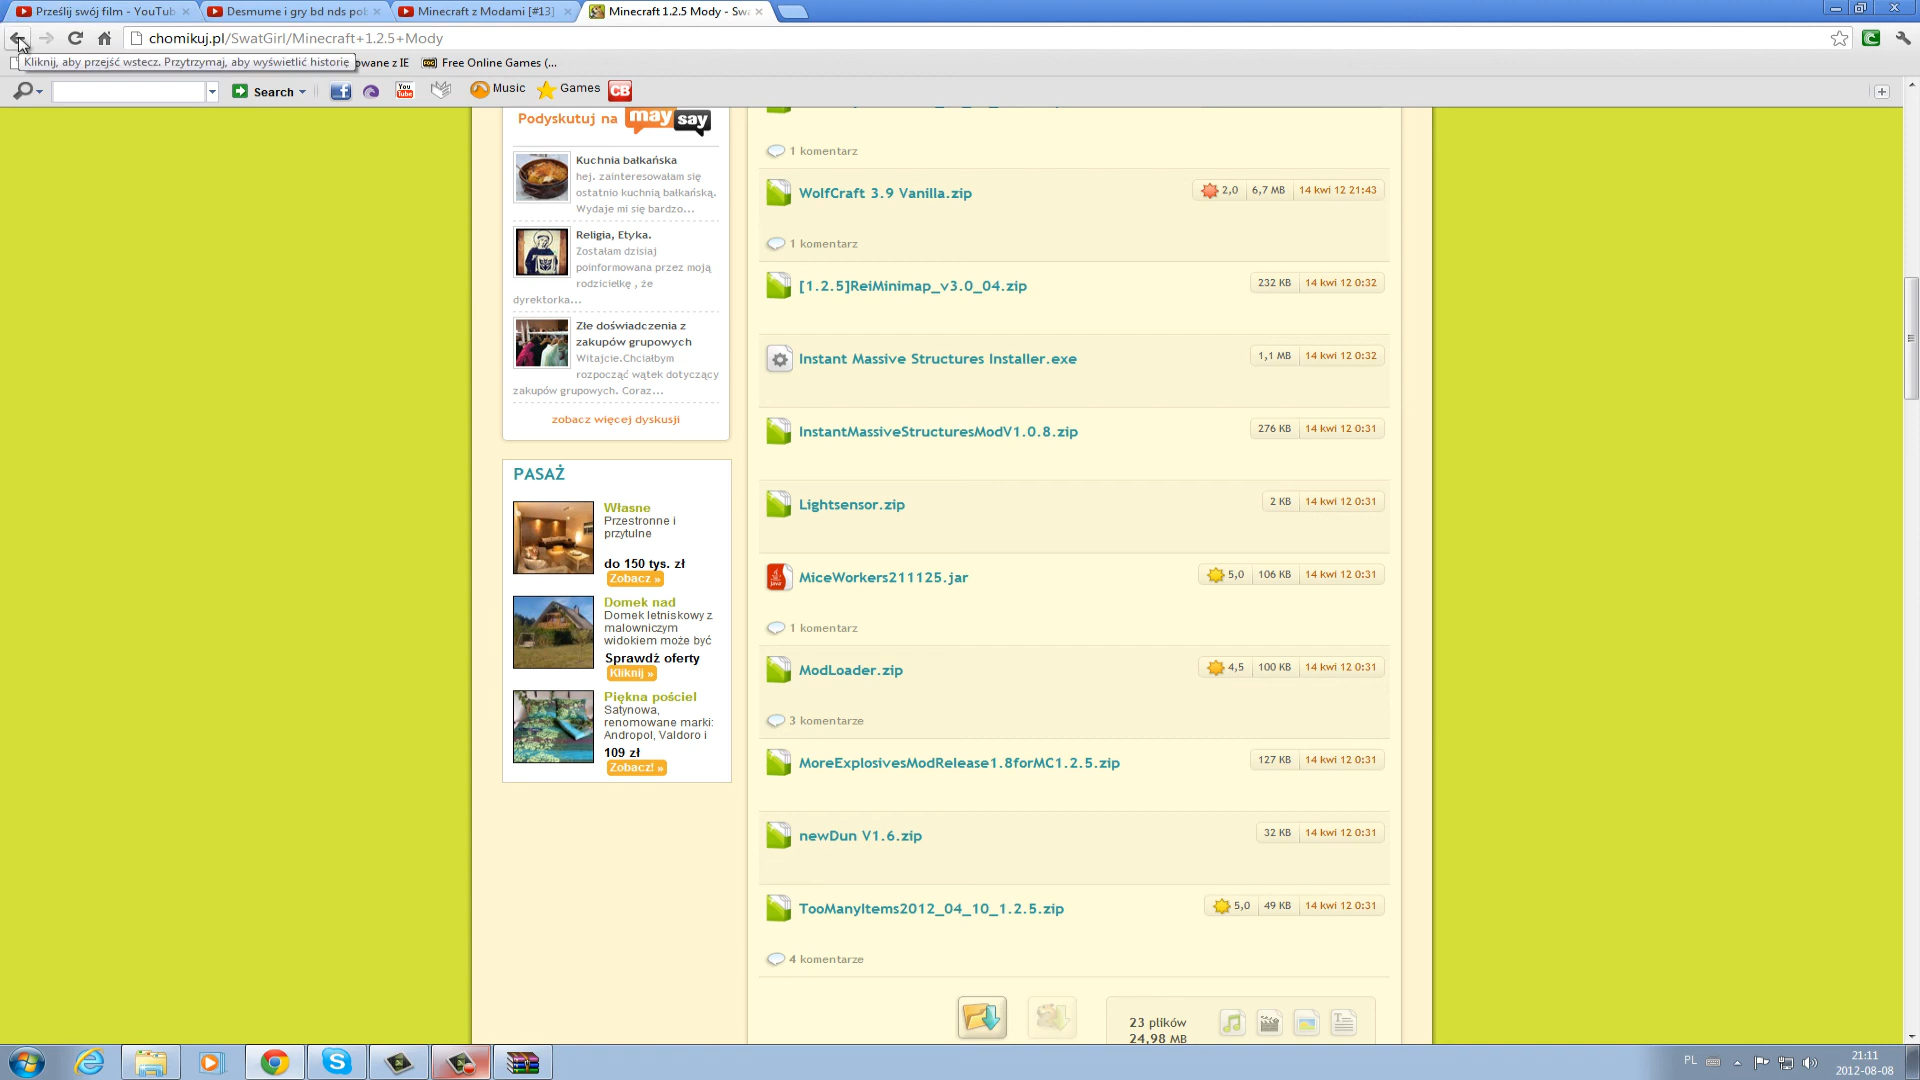 Prześlij swój film - YouTub
Desmume i gry bd nds pob
Minecraft z Modami [#13]
Minecraft 1.2.5 Mody - Swa
chomikuj.pl/SwatGirl/Minecraft+1.2.5+Mody
Kliknij, aby przejść wstecz. Przytrzymaj, aby wyświetlić historię
owane z IE
Free Online Games (...
Search
Music
Games
Podyskutuj na may say
Kuchnia bałkańska
hej. zainteresowałam się
ostatnio kuchnią bałkańską.
Wydaje mi się bardzo...
Religia, Etyka.
Zostałam dzisiaj
poinformowana przez moją
rodzicielkę , że
dyrektorka...
Złe doświadczenia z
zakupów grupowych
Witajcie.Chciałbym
rozpocząć wątek dotyczący
zakupów grupowych. Coraz...
zobacz więcej dyskusji
PASAŻ
Własne
Przestronne i
przytulne
do 150 tys. zł
Zobacz »
Domek nad
Domek letniskowy z
malowniczym
widokiem może być
Sprawdź oferty
Kliknij »
Piękna pościel
Satynowa,
renomowane marki:
Andropol, Valdoro i
109 zł
Zobacz! »
1 komentarz
WolfCraft 3.9 Vanilla.zip 2,0 6,7 MB 14 kwi 12 21:43
1 komentarz
[1.2.5]ReiMinimap_v3.0_04.zip 232 KB 14 kwi 12 0:32
Instant Massive Structures Installer.exe 1,1 MB 14 kwi 12 0:32
InstantMassiveStructuresModV1.0.8.zip 276 KB 14 kwi 12 0:31
Lightsensor.zip 2 KB 14 kwi 12 0:31
MiceWorkers211125.jar 5,0 106 KB 14 kwi 12 0:31
1 komentarz
ModLoader.zip 4,5 100 KB 14 kwi 12 0:31
3 komentarze
MoreExplosivesModRelease1.8forMC1.2.5.zip 127 KB 14 kwi 12 0:31
newDun V1.6.zip 32 KB 14 kwi 12 0:31
TooManyItems2012_04_10_1.2.5.zip 5,0 49 KB 14 kwi 12 0:31
4 komentarze
23 plików
24,98 MB
PL
21:11
2012-08-08